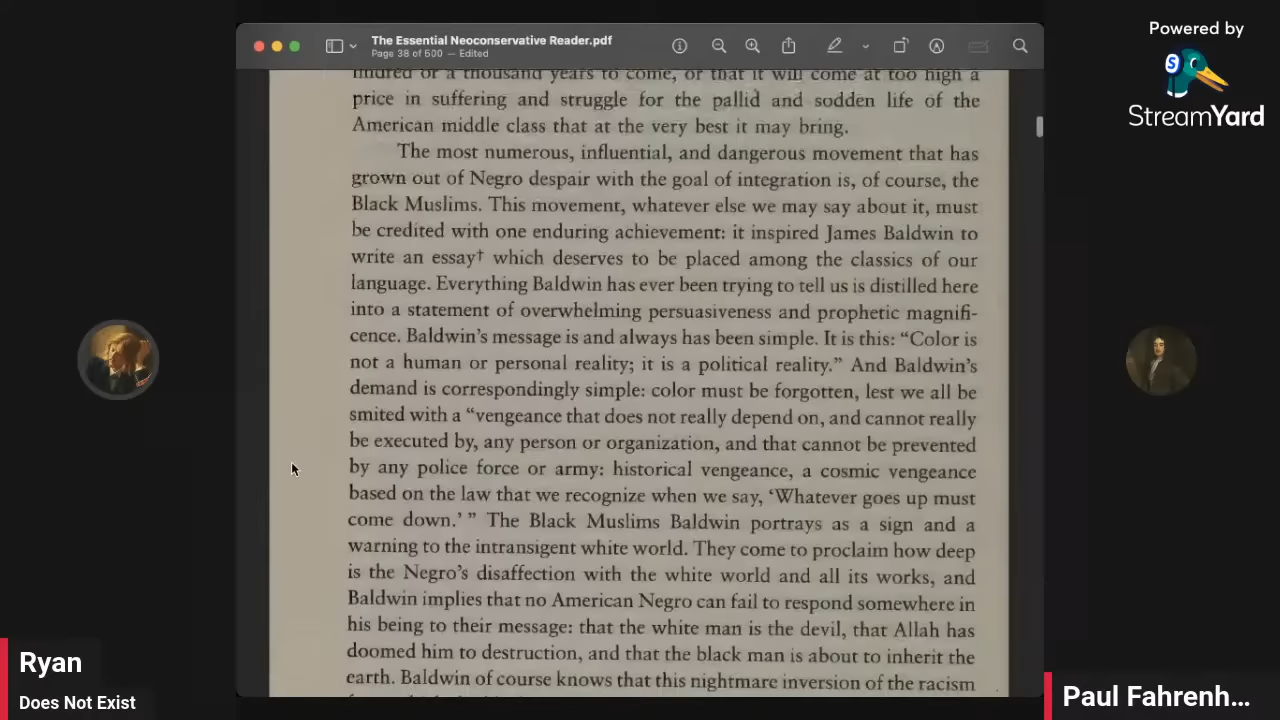 Powered by
StreamYard
The Essential Neoconservative Reader.pdf
Page 38 of 500 — Edited
or a thousand years to come, or that it will come at too high a
price in suffering and struggle for the pallid and sodden life of the
American middle class that at the very best it may bring.
The most numerous, influential, and dangerous movement that has
grown out of Negro despair with the goal of integration is, of course, the
Black Muslims. This movement, whatever else we may say about it, must
be credited with one enduring achievement: it inspired James Baldwin to
write an essay† which deserves to be placed among the classics of our
language. Everything Baldwin has ever been trying to tell us is distilled here
into a statement of overwhelming persuasiveness and prophetic magnifi-
cence. Baldwin's message is and always has been simple. It is this: "Color is
not a human or personal reality; it is a political reality." And Baldwin's
demand is correspondingly simple: color must be forgotten, lest we all be
smited with a "vengeance that does not really depend on, and cannot really
be executed by, any person or organization, and that cannot be prevented
by any police force or army: historical vengeance, a cosmic vengeance
based on the law that we recognize when we say, 'Whatever goes up must
come down.' " The Black Muslims Baldwin portrays as a sign and a
warning to the intransigent white world. They come to proclaim how deep
is the Negro's disaffection with the white world and all its works, and
Baldwin implies that no American Negro can fail to respond somewhere in
his being to their message: that the white man is the devil, that Allah has
doomed him to destruction, and that the black man is about to inherit the
earth. Baldwin of course knows that this nightmare inversion of the racism
Ryan
Does Not Exist
Paul Fahrenh...